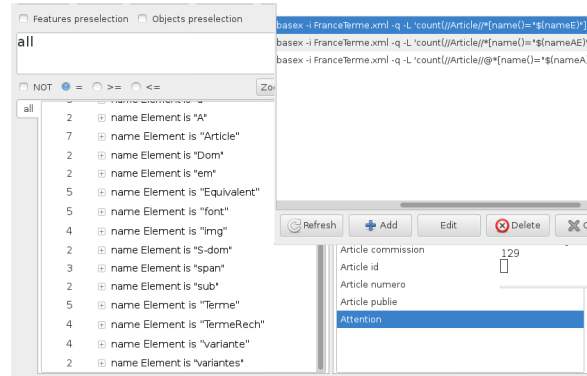 Features preselection Objects preselection
all
NOT = >= <=
all
2 name Element is "A"
7 name Element is "Article"
2 name Element is "Dom"
2 name Element is "em"
5 name Element is "Equivalent"
5 name Element is "font"
4 name Element is "img"
2 name Element is "S-dom"
3 name Element is "span"
2 name Element is "sub"
5 name Element is "Terme"
4 name Element is "TermeRech"
4 name Element is "variante"
2 name Element is "variantes"
basex -i FranceTerme.xml -q -L 'count(//Article//*[name()="$(nameE)"]
basex -i FranceTerme.xml -q -L 'count(//Article//*[name()="$(nameAE)"
basex -i FranceTerme.xml -q -L 'count(//Article//@*[name()="$(nameA
Refresh Add Edit Delete
Article commission
129
Article id
Article numero
Article publie
Attention